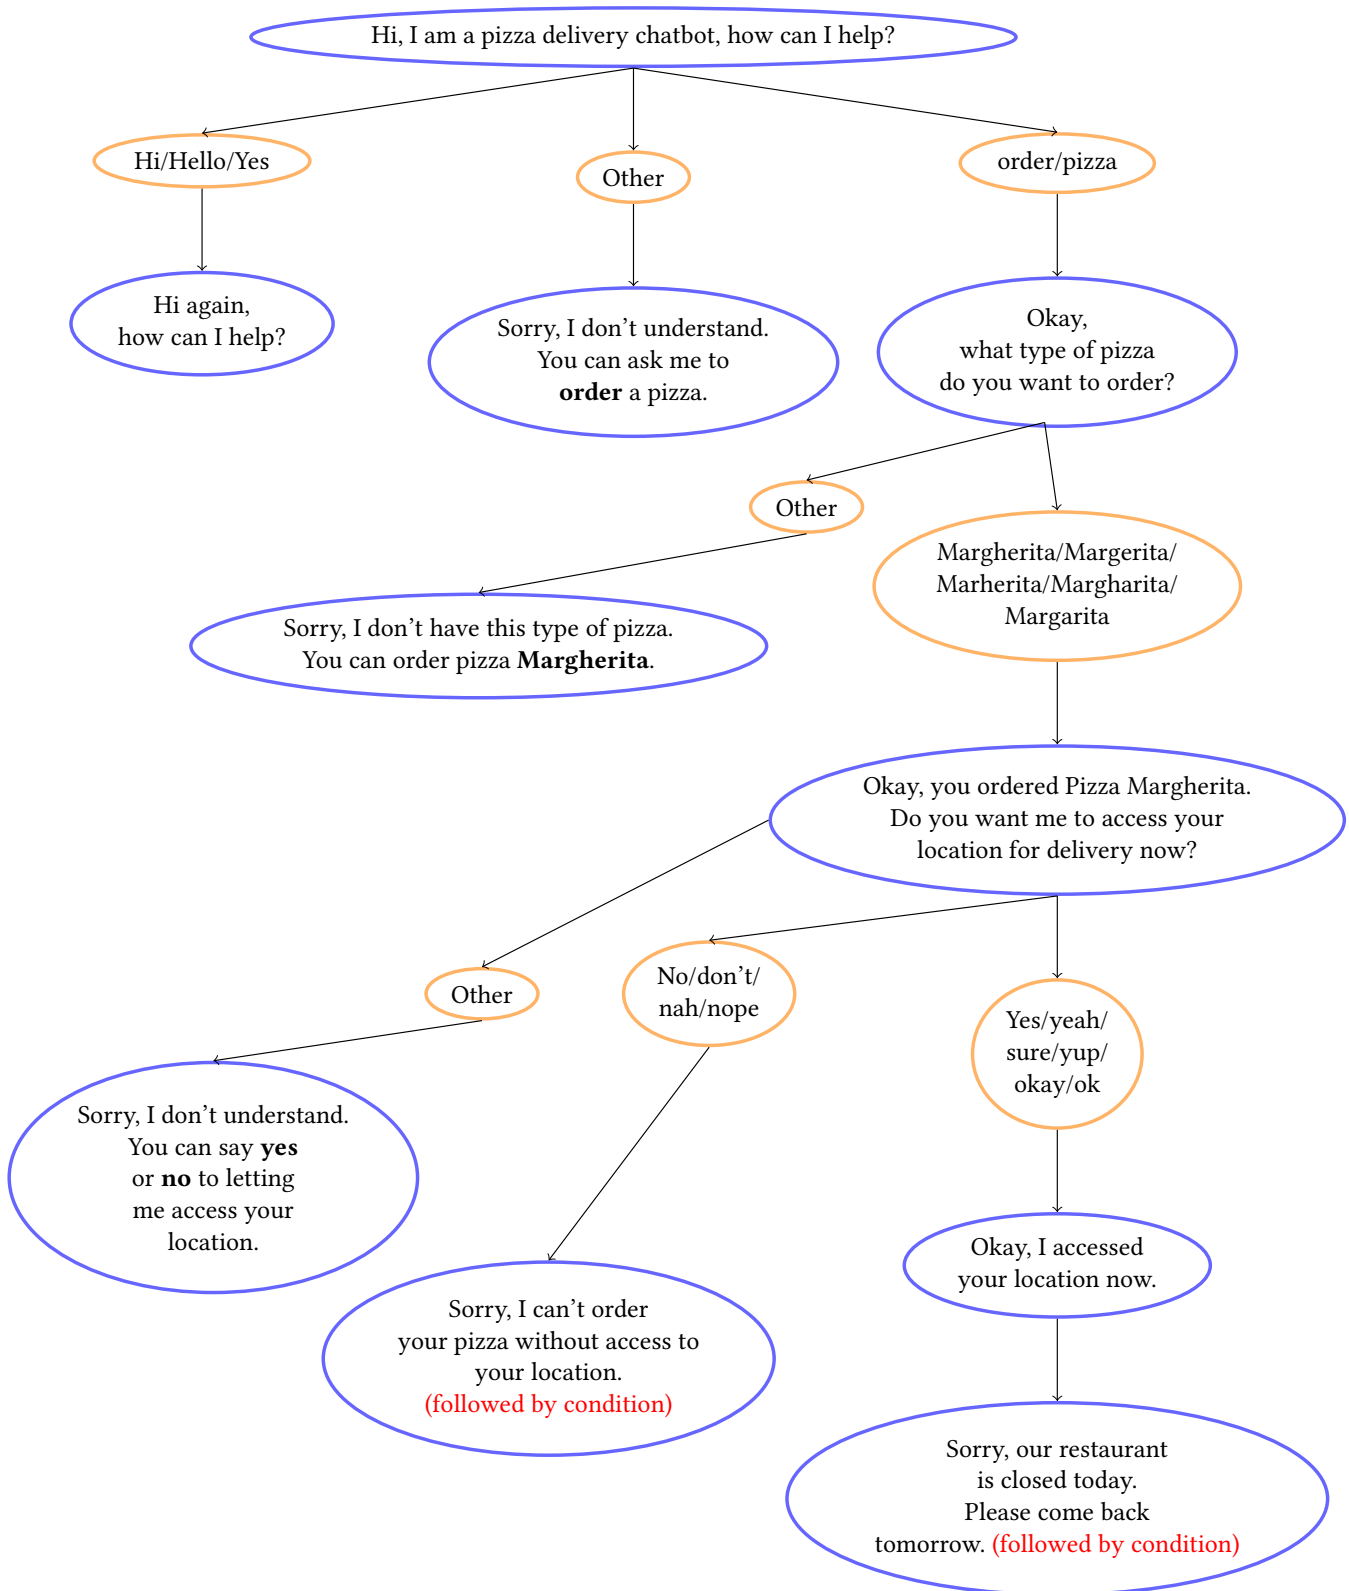 Hi, I am a pizza delivery chatbot, how can I help?
Hi/Hello/Yes
Other
order/pizza
Hi again,
how can I help?
Sorry, I don't understand.
You can ask me to
order a pizza.
Okay,
what type of pizza
do you want to order?
Other
Margherita/Margerita/
Marherita/Margharita/
Margarita
Sorry, I don't have this type of pizza.
You can order pizza Margherita.
Okay, you ordered Pizza Margherita.
Do you want me to access your
location for delivery now?
Other
No/don't/
nah/nope
Yes/yeah/
sure/yup/
okay/ok
Sorry, I don't understand.
You can say yes
or no to letting
me access your
location.
Sorry, I can't order
your pizza without access to
your location.
(followed by condition)
Okay, I accessed
your location now.
Sorry, our restaurant
is closed today.
Please come back
tomorrow. (followed by condition)